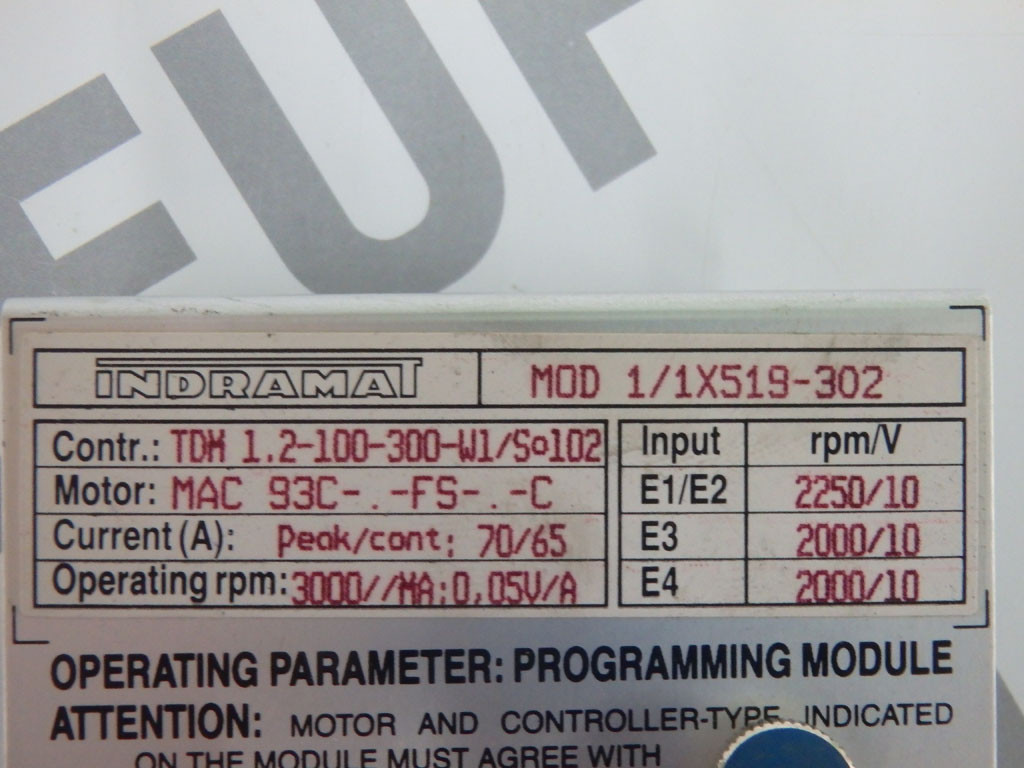 EUR
INDRAMAT MOD 1/1X519-302
Contr.: TDM 1.2-100-300-W1/So102 Input rpm/V
Motor: MAC 93C- . -FS- . -C E1/E2 2250/10
Current (A): Peak/cont: 70/65 E3 2000/10
Operating rpm: 3000//MA:0,05V/A E4 2000/10
OPERATING PARAMETER: PROGRAMMING MODULE
ATTENTION: MOTOR AND CONTROLLER-TYPE INDICATED
ON THE MODULE MUST AGREE WITH